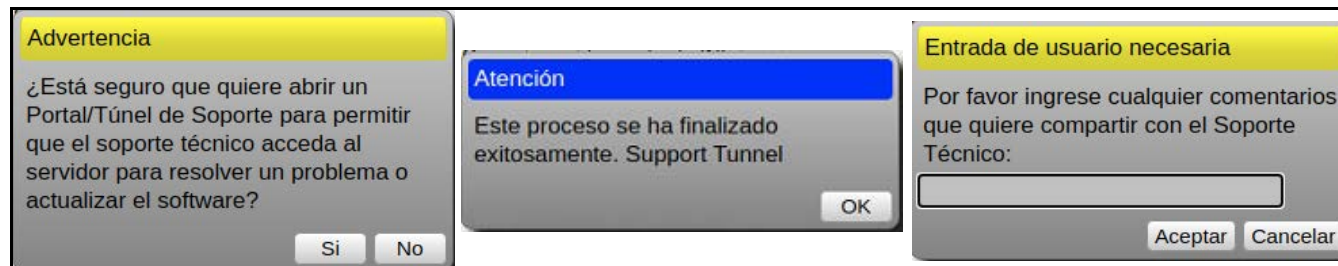 Advertencia
¿Está seguro que quiere abrir un
Portal/Túnel de Soporte para permitir
que el soporte técnico acceda al
servidor para resolver un problema o
actualizar el software?
Si No
Atención
Este proceso se ha finalizado
exitosamente. Support Tunnel
OK
Entrada de usuario necesaria
Por favor ingrese cualquier comentarios
que quiere compartir con el Soporte
Técnico:
Aceptar Cancelar